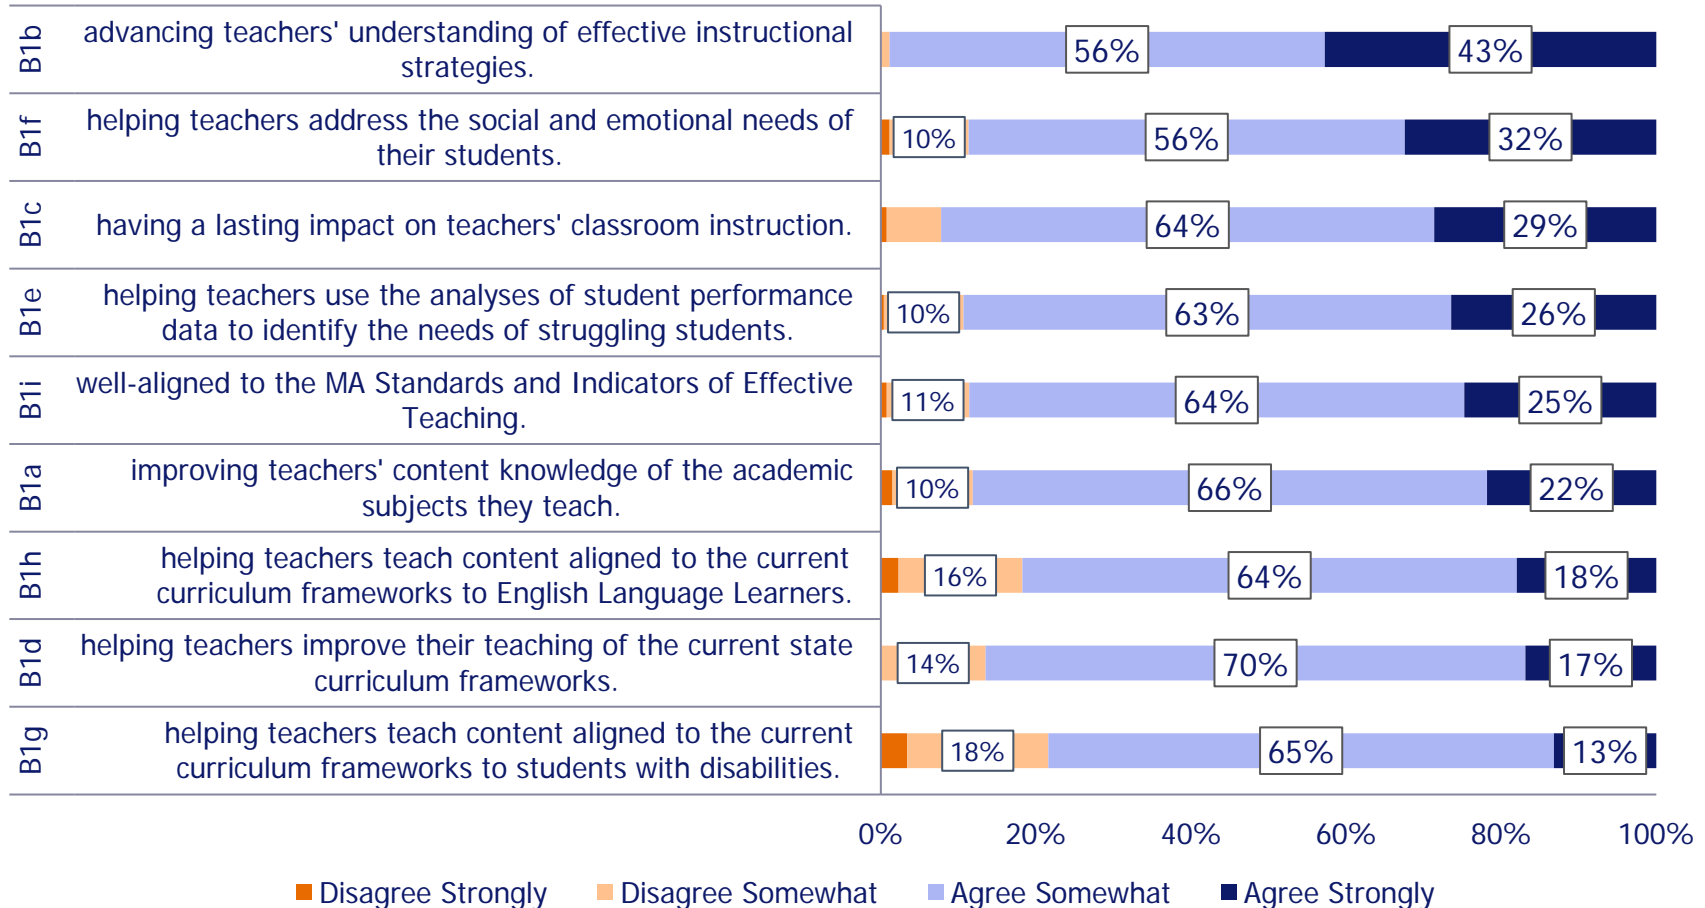 B1b
advancing teachers' understanding of effective instructional
strategies.
56%
43%
B1f
helping teachers address the social and emotional needs of
their students.
10%
56%
32%
B1c
having a lasting impact on teachers' classroom instruction.
64%
29%
B1e
helping teachers use the analyses of student performance
data to identify the needs of struggling students.
10%
63%
26%
B1i
well-aligned to the MA Standards and Indicators of Effective
Teaching.
11%
64%
25%
B1a
improving teachers' content knowledge of the academic
subjects they teach.
10%
66%
22%
B1h
helping teachers teach content aligned to the current
curriculum frameworks to English Language Learners.
16%
64%
18%
B1d
helping teachers improve their teaching of the current state
curriculum frameworks.
14%
70%
17%
B1g
helping teachers teach content aligned to the current
curriculum frameworks to students with disabilities.
18%
65%
13%
0% 20% 40% 60% 80% 100%
Disagree Strongly Disagree Somewhat Agree Somewhat Agree Strongly